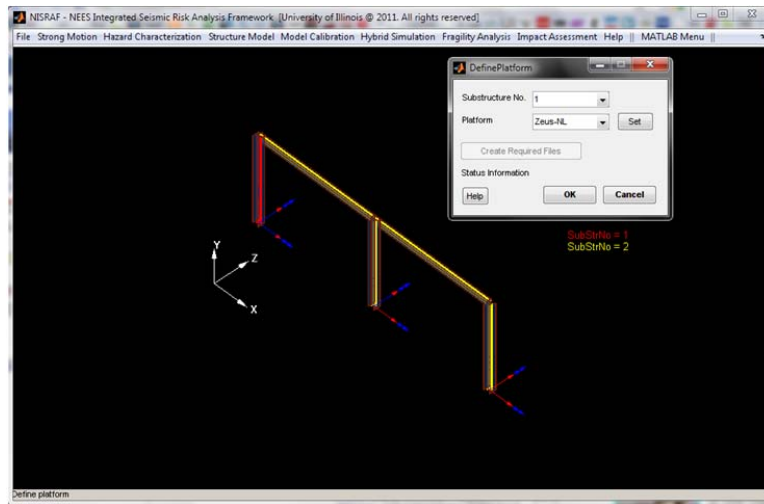 NISRAF - NEES Integrated Seismic Risk Analysis Framework [University of Illinois @ 2011. All rights reserved]
File Strong Motion Hazard Characterization Structure Model Model Calibration Hybrid Simulation Fragility Analysis Impact Assessment Help || MATLAB Menu ||
DefinePlatform
Substructure No. 1
Platform Zeus-NL Set
Create Required Files
Status Information
Help OK Cancel
SubStrNo = 1
SubStrNo = 2
Y
Z
X
Define platform